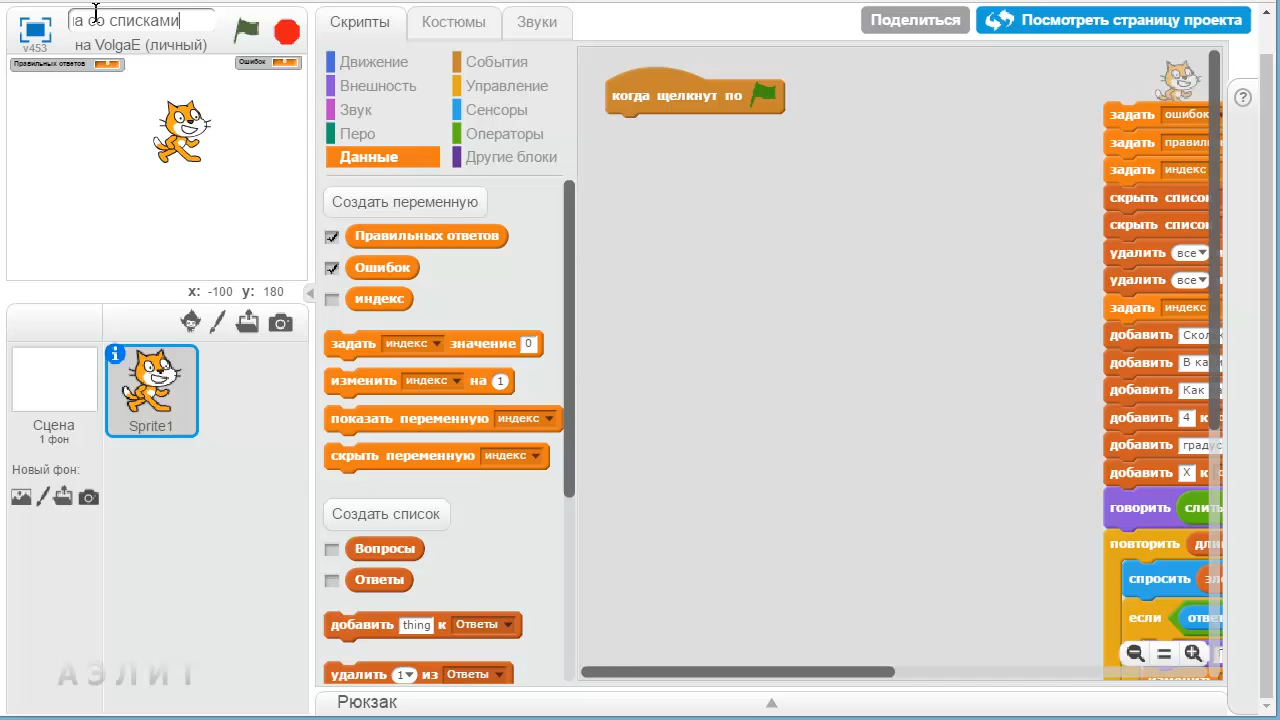 а со списками
на VolgaE (личный)
v453
Правильных ответов
Ошибок
x: -100 y: 180
Сцена
1 фон
Новый фон:
Sprite1
АЭЛИТ
Скрипты
Костюмы
Звуки
Поделиться
Посмотреть страницу проекта
Движение
События
Внешность
Управление
Звук
Сенсоры
Перо
Операторы
Данные
Другие блоки
Создать переменную
Правильных ответов
Ошибок
индекс
задать индекс значение 0
изменить индекс на 1
показать переменную индекс
скрыть переменную индекс
Создать список
Вопросы
Ответы
добавить thing к Ответы
удалить 1 из Ответы
когда щелкнут по
задать ошибок
задать правиль
задать индекс
скрыть список
скрыть список
удалить все
удалить все
задать индекс
добавить Скол
добавить В ка
добавить Как
добавить 4 к
добавить градус
добавить X к
говорить слить
повторить дли
спросить эле
если отве
Рюкзак
?